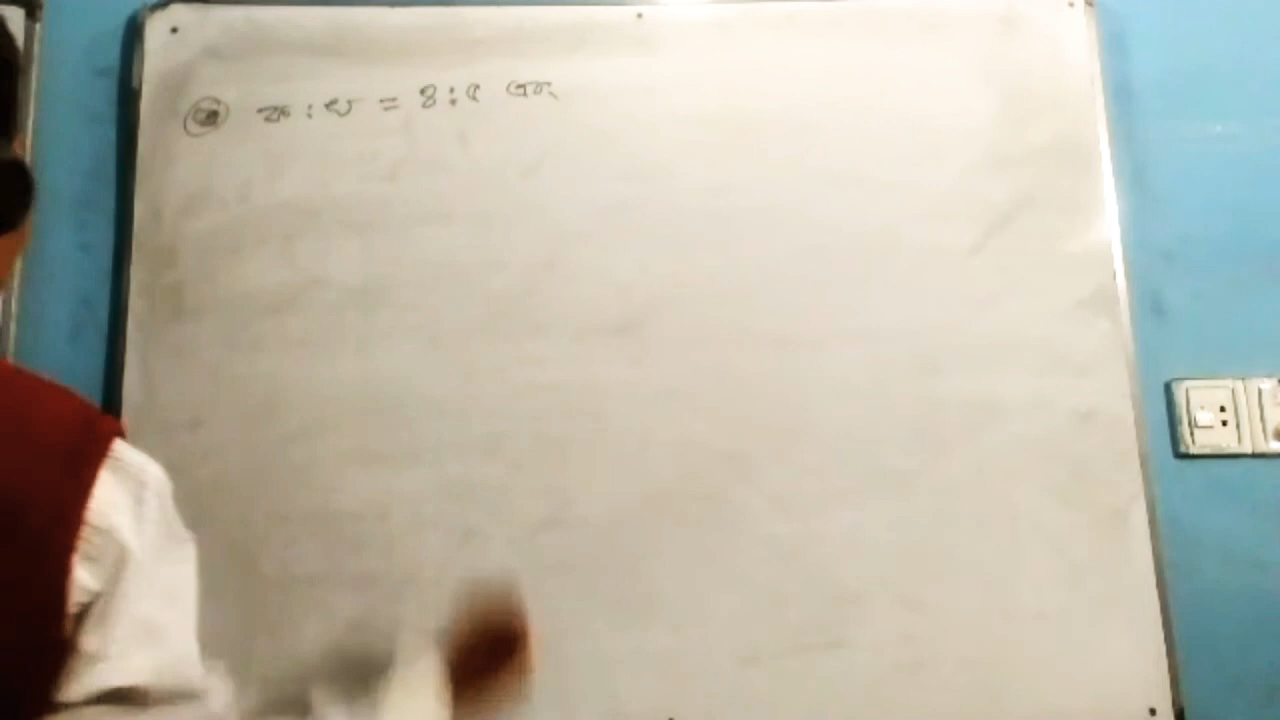 ক : খ = ৪ : ৫ এবং